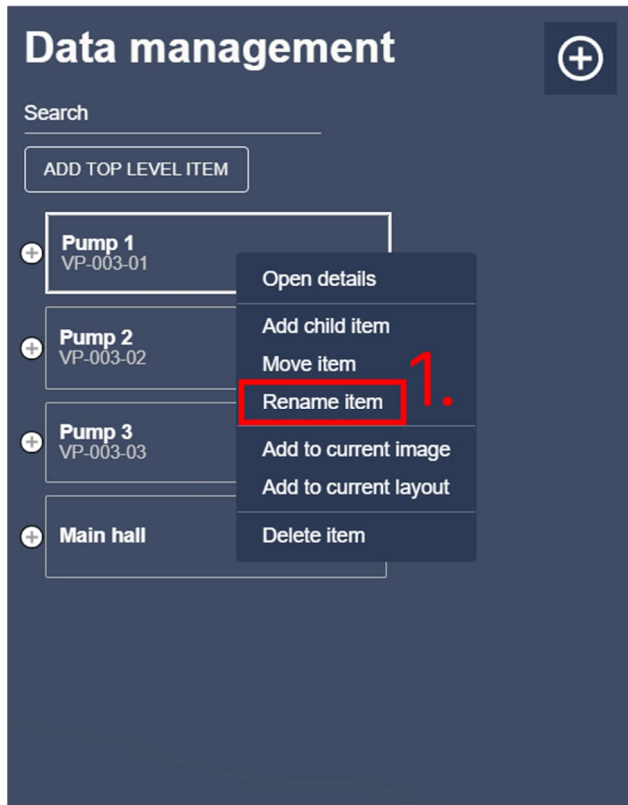 Data management
Search
ADD TOP LEVEL ITEM
Pump 1
VP-003-01
Open details
Add child item
Pump 2
VP-003-02
Move item
1.
Rename item
Pump 3
VP-003-03
Add to current image
Add to current layout
Main hall
Delete item